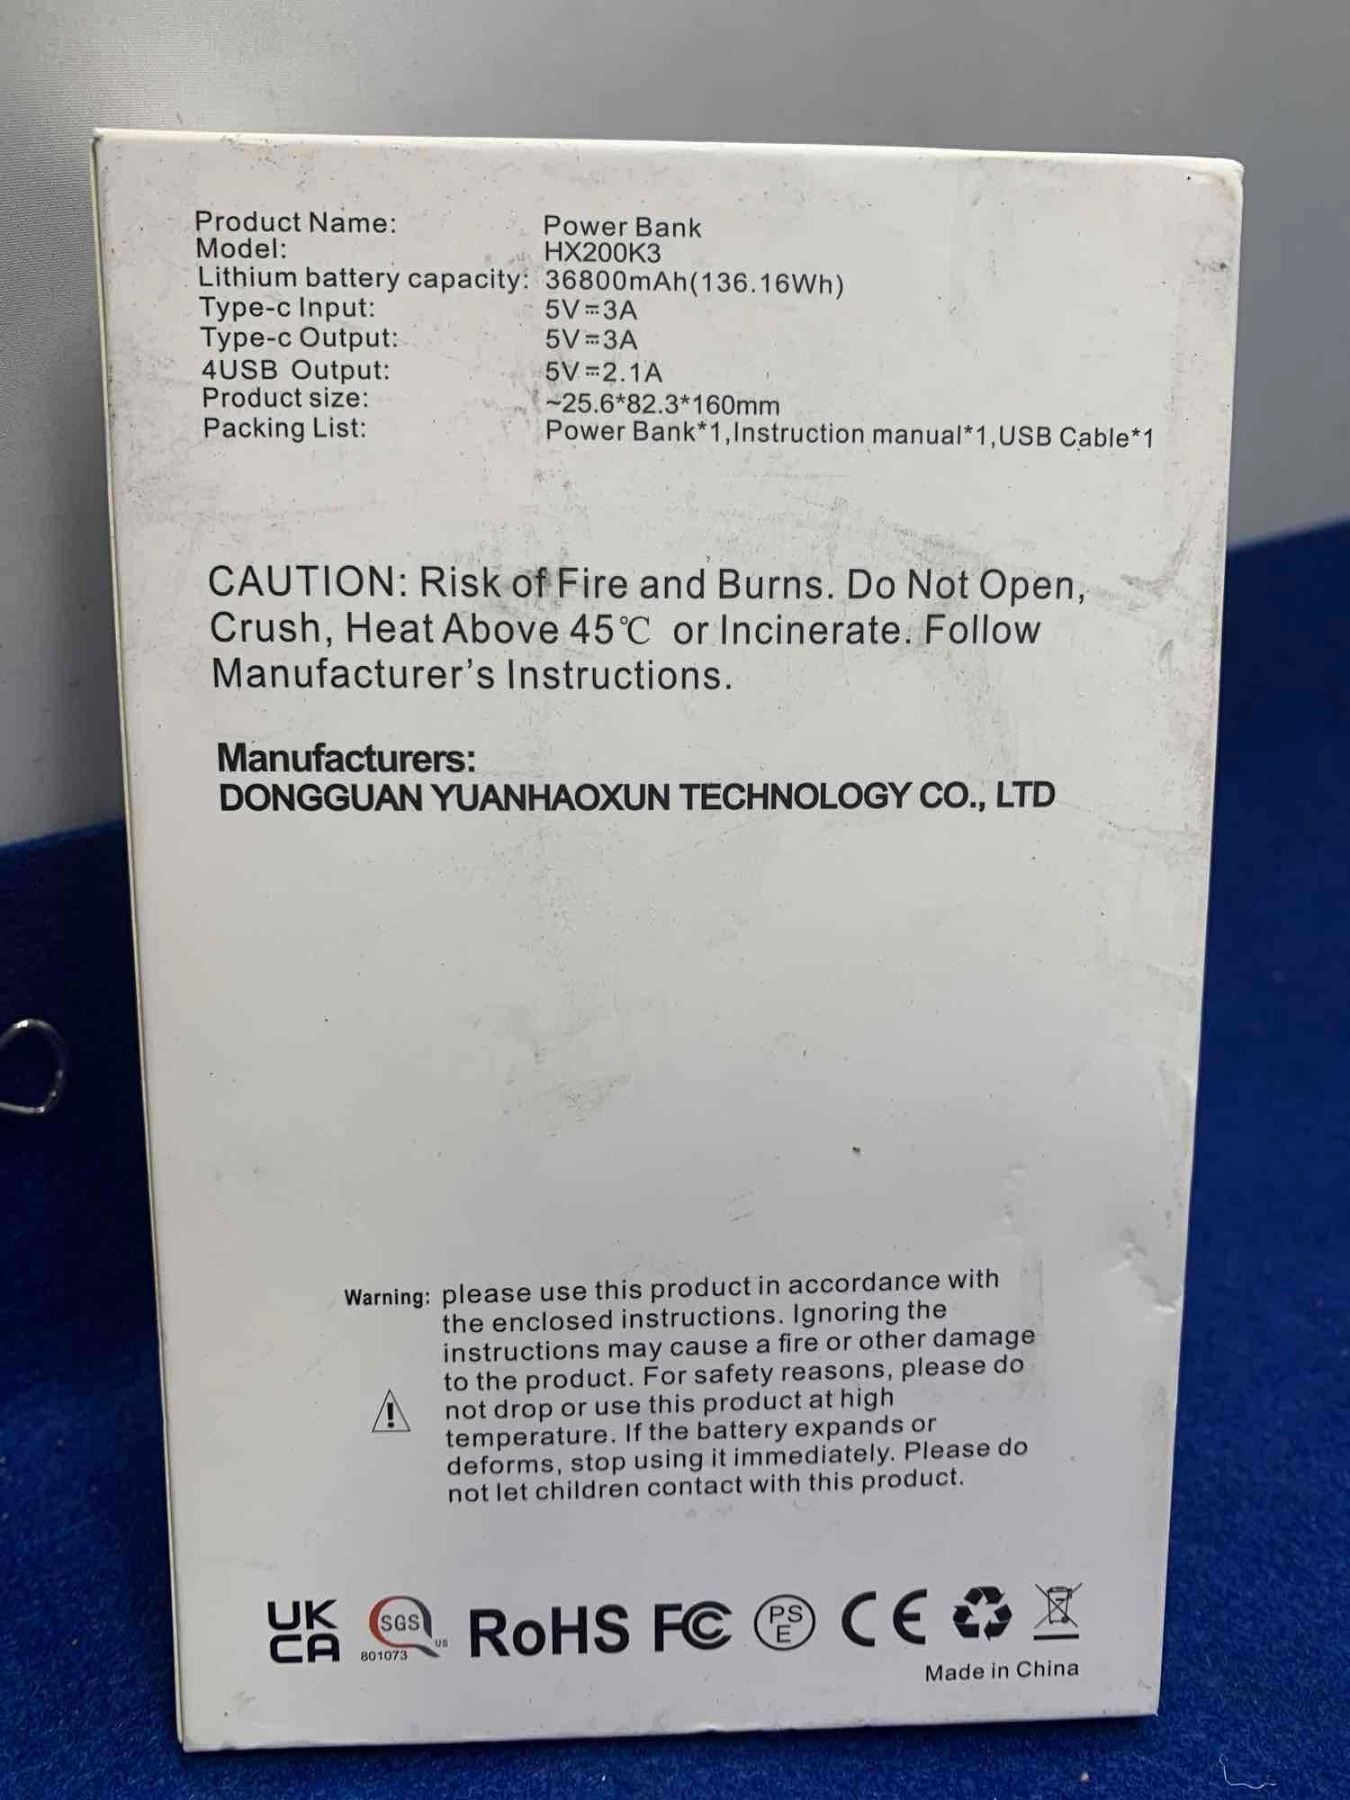 Product Name: Power Bank
Model: HX200K3
Lithium battery capacity: 36800mAh(136.16Wh)
Type-c Input: 5V⎓3A
Type-c Output: 5V⎓3A
4USB Output: 5V⎓2.1A
Product size: ~25.6*82.3*160mm
Packing List: Power Bank*1,Instruction manual*1,USB Cable*1
CAUTION: Risk of Fire and Burns. Do Not Open,
Crush, Heat Above 45℃ or Incinerate. Follow
Manufacturer's Instructions.
Manufacturers:
DONGGUAN YUANHAOXUN TECHNOLOGY CO., LTD
Warning: please use this product in accordance with
the enclosed instructions. Ignoring the
instructions may cause a fire or other damage
to the product. For safety reasons, please do
not drop or use this product at high
temperature. If the battery expands or
deforms, stop using it immediately. Please do
not let children contact with this product.
UK CA SGS US 801073 RoHS FC PSE CE
Made in China